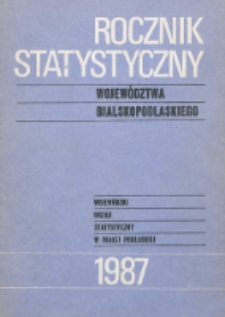 ROCZNIK
STATYSTYCZNY
WOJEWÓDZTWA
BIALSKOPODLASKIEGO
WOJEWÓDZKI
URZĄD
STATYSTYCZNY
W BIAŁEJ PODLASKIEJ
1987